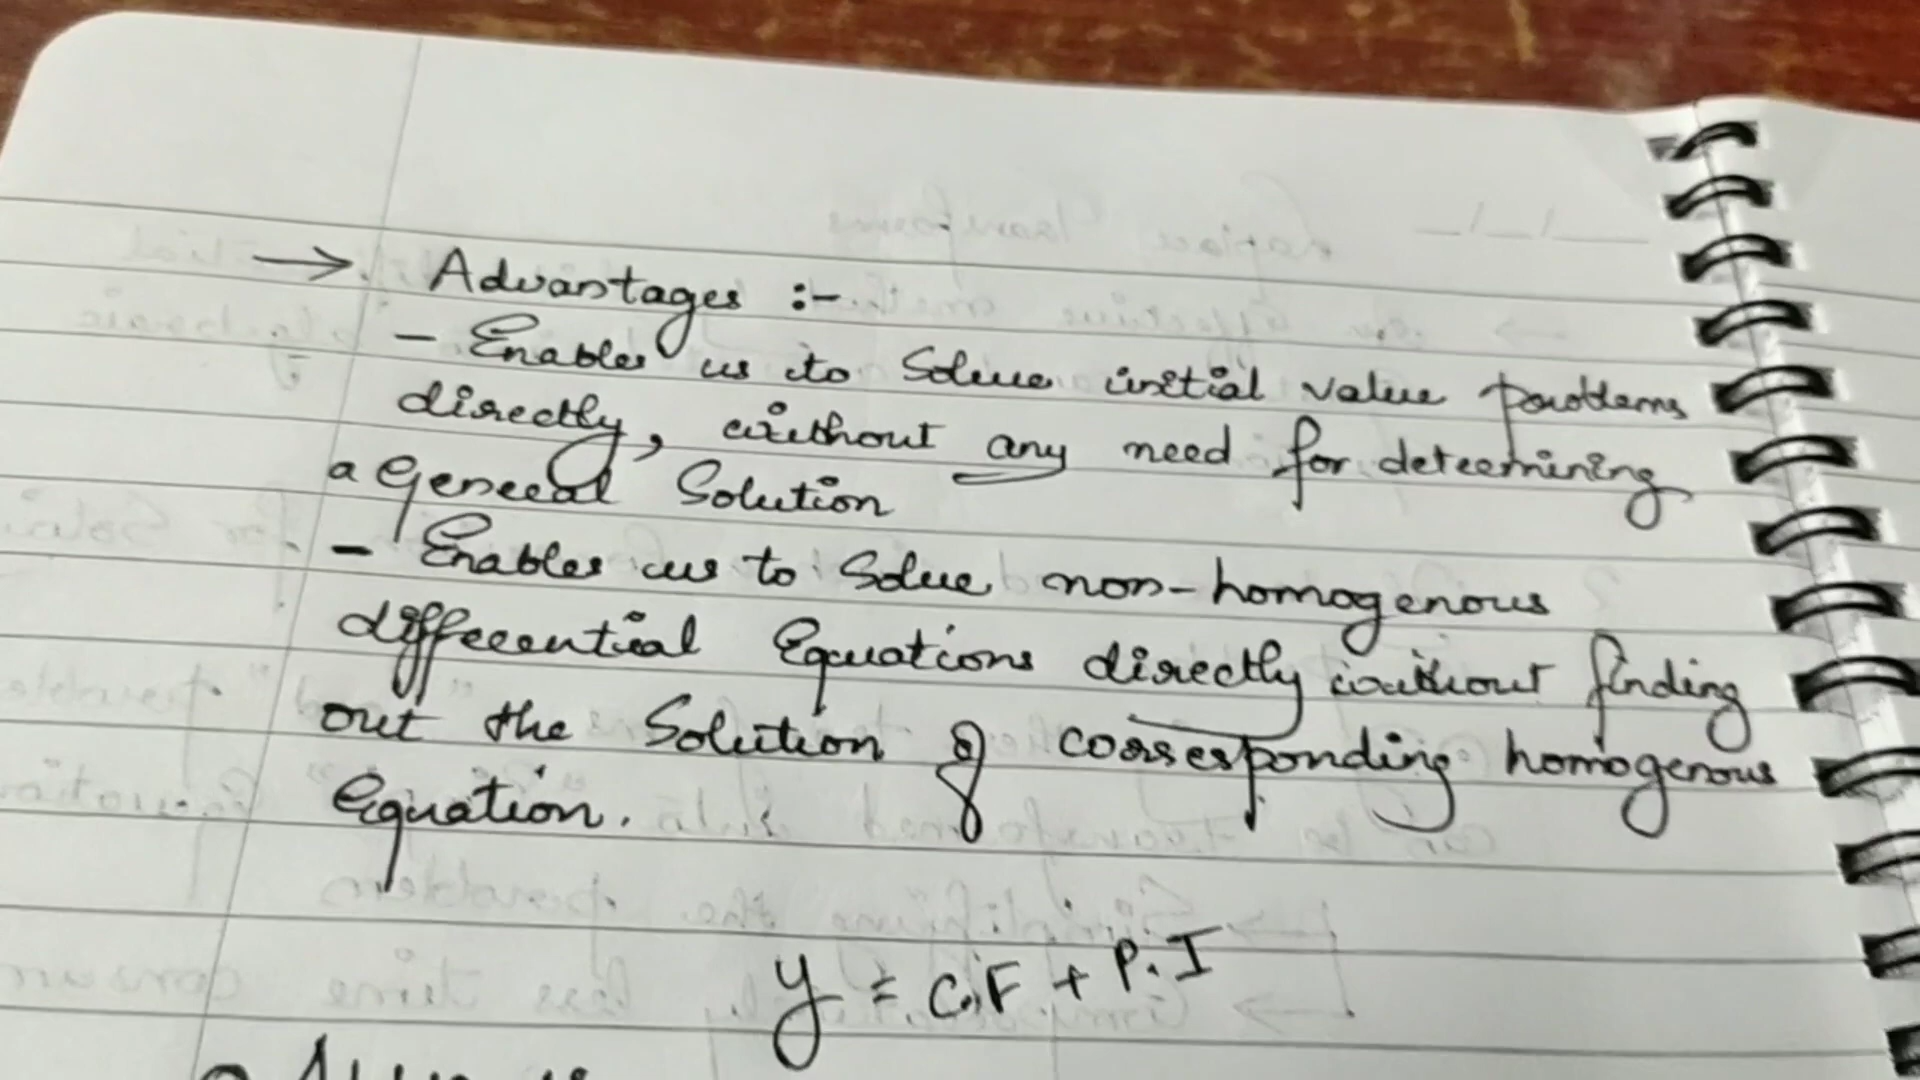 → Advantages :-
- Enables us to Solve initial value problems
directly, without any need for determining
a General Solution
- Enables us to Solve non-homogenous
differential Equations directly without finding
out the Solution of corresponding homogenous
Equation.
y = C.F + P.I